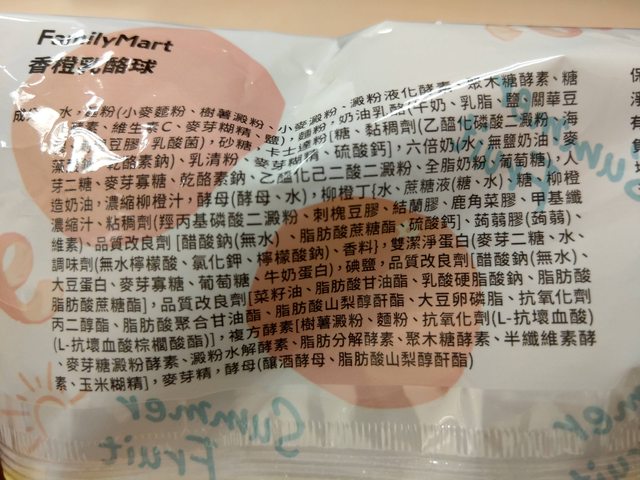 FamilyMart
香橙乳酪球
成分：水、麵粉(小麥麵粉、樹薯澱粉、小麥澱粉、澱粉液化酵素、聚木糖酵素、糖
化酵素、維生素C、麥芽糊精、鹽)、麵粉、奶油乳酪(牛奶、乳脂、鹽、關華豆
膠、刺槐豆膠、乳酸菌)，砂糖、卡士達粉[糖、黏稠劑(乙醯化磷酸二澱粉、海
藻酸鈉、乾酪素鈉)、乳清粉、麥芽糊精、硫酸鈣]，六倍奶(水、無鹽奶油、麥
芽二糖、麥芽寡糖、乾酪素鈉、乙醯化己二酸二澱粉、全脂奶粉、葡萄糖)，人
造奶油，濃縮柳橙汁，酵母(酵母、水)，柳橙丁{水、蔗糖液(糖、水)、糖、柳橙
濃縮汁、粘稠劑(羥丙基磷酸二澱粉、刺槐豆膠、結蘭膠、鹿角菜膠、甲基纖
維素)、品質改良劑[醋酸鈉(無水)、脂肪酸蔗糖酯、硫酸鈣]、蒟蒻膠(蒟蒻)、
調味劑(無水檸檬酸、氯化鉀、檸檬酸鈉)、香料}，雙潔淨蛋白(麥芽二糖、水、
大豆蛋白、麥芽寡糖、葡萄糖、牛奶蛋白)，碘鹽，品質改良劑[醋酸鈉(無水)、
脂肪酸蔗糖酯]，品質改良劑[菜籽油、脂肪酸甘油酯、乳酸硬脂酸鈉、脂肪酸
丙二醇酯、脂肪酸聚合甘油酯、脂肪酸山梨醇酐酯、大豆卵磷脂、抗氧化劑
(L-抗壞血酸棕櫚酸酯)]，複方酵素[樹薯澱粉、麵粉、抗氧化劑(L-抗壞血酸)
、麥芽糖澱粉酵素、澱粉水解酵素、脂肪分解酵素、聚木糖酵素、半纖維素酵
素、玉米糊精]，麥芽精，酵母(釀酒酵母、脂肪酸山梨醇酐酯)
Summer
Fruit